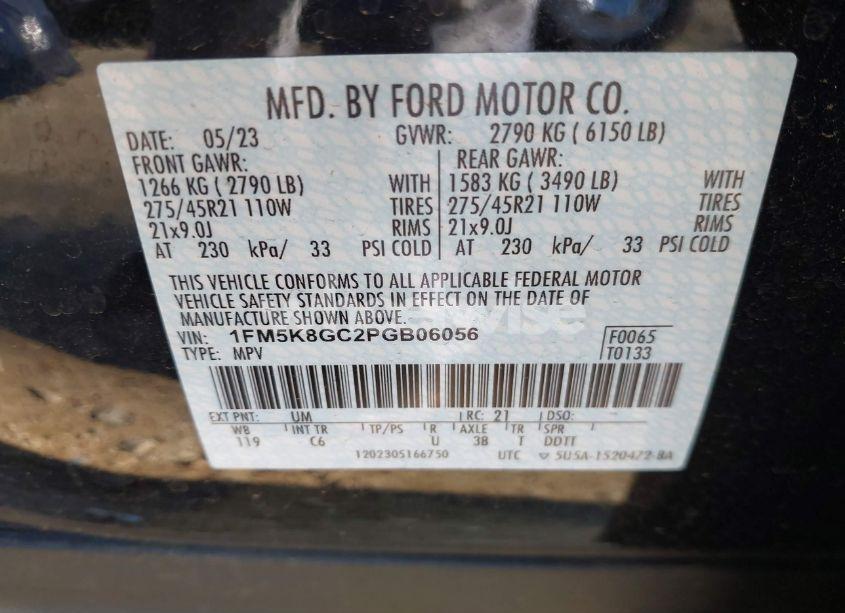 MFD. BY FORD MOTOR CO.
DATE: 05/23 GVWR: 2790 KG ( 6150 LB)
FRONT GAWR: REAR GAWR:
1266 KG ( 2790 LB) WITH 1583 KG ( 3490 LB) WITH
275/45R21 110W TIRES 275/45R21 110W TIRES
21x9.0J RIMS 21x9.0J RIMS
AT 230 kPa/ 33 PSI COLD AT 230 kPa/ 33 PSI COLD
THIS VEHICLE CONFORMS TO ALL APPLICABLE FEDERAL MOTOR
VEHICLE SAFETY STANDARDS IN EFFECT ON THE DATE OF
MANUFACTURE SHOWN ABOVE.
VIN: 1FM5K8GC2PGB06056 F0065
TYPE: MPV T0133
EXT PNT: UM RC: 21 DSO:
WB INT TR TP/PS R AXLE TR SPR
119 C6 U 3B T DDTT
1202305166750 UTC 5U5A-1520472-BA